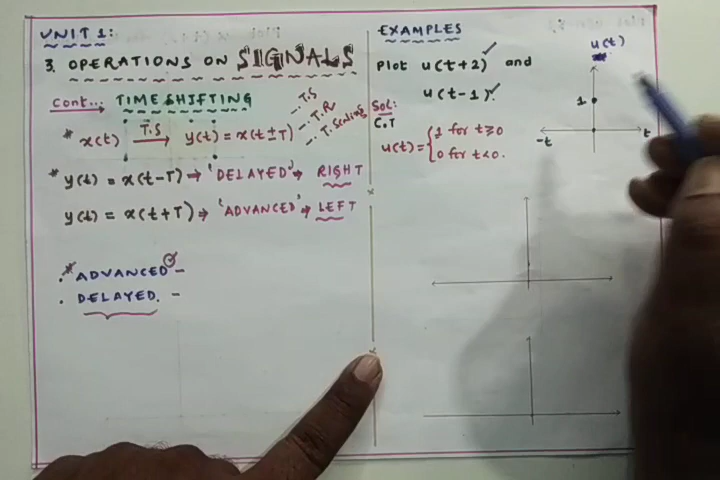 UNIT 1:
3. OPERATIONS ON SIGNALS
Cont... TIME SHIFTING
* x(t) T.S → y(t) = x(t±T)
- T.S
- T.R
- T. Scaling
* y(t) = x(t-T) → 'DELAYED' → RIGHT
y(t) = x(t+T) → 'ADVANCED' → LEFT
* ADVANCED -
. DELAYED. -
EXAMPLES
Plot u(t+2) ✓ and
u(t-1) ✓.
Sol:
C.T
u(t) = { 1 for t≥0
0 for t<0.
u(t)
1
-t
t